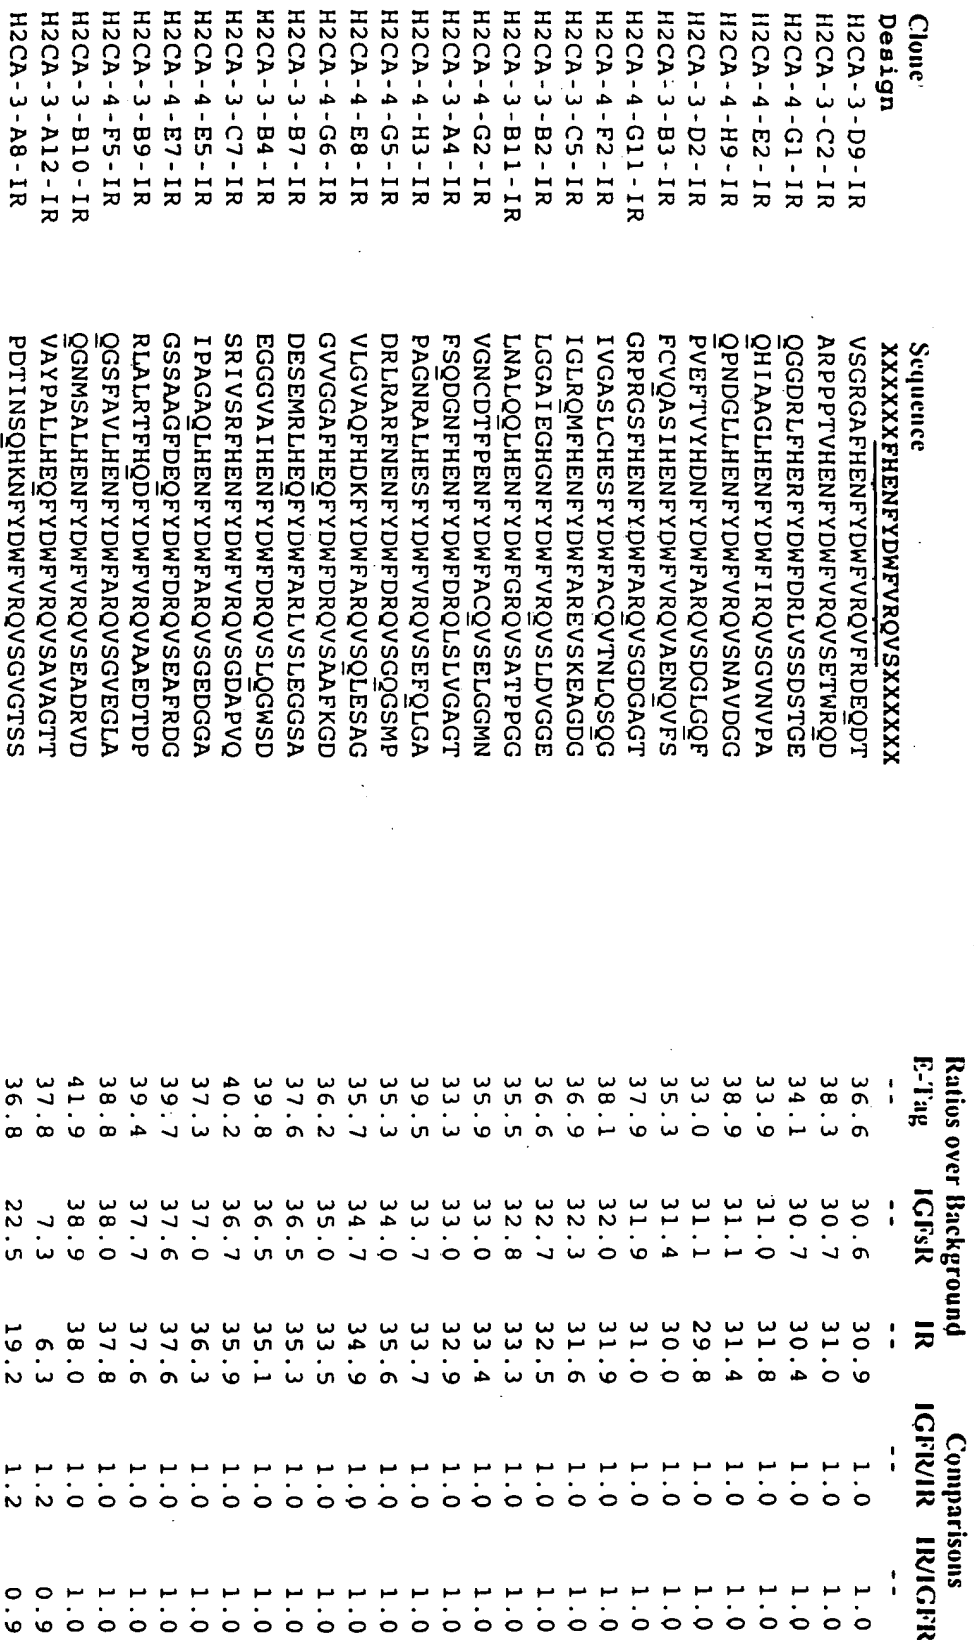 Ratios over Background Comparisons
Clone' Sequence E-Tag IGFsR IR IGFR/IR IR/IGFR
Design XXXXXXFHENFYDWFVRQVSXXXXXX -- -- -- -- --
H2CA-3-D9-IR VSGRGAFHENFYDWFVRQVFRDEQDT 36.6 30.6 30.9 1.0 1.0
H2CA-3-C2-IR ARPPPTVHENFYDWFVRQVSETWRQD 38.3 30.7 31.0 1.0 1.0
H2CA-4-G1-IR QGGDRLFHERFYDWFDRLVSSDSTGE 34.1 30.7 30.4 1.0 1.0
H2CA-4-E2-IR QHIAAGLHENFYDWFIRQVSGVNVPA 33.9 31.0 31.8 1.0 1.0
H2CA-4-H9-IR QPNDGLLHENFYDWFVRQVSNAVDGG 38.9 31.1 31.4 1.0 1.0
H2CA-3-D2-IR PVEFTVYHDNFYDWFARQVSDGLGQF 33.0 31.1 29.8 1.0 1.0
H2CA-3-B3-IR FCVQASIHENFYDWFVRQVAENQVFS 35.3 31.4 30.0 1.0 1.0
H2CA-4-G11-IR GRPRGSFHENFYDWFARQVSGDGAGT 37.9 31.9 31.0 1.0 1.0
H2CA-4-F2-IR IVGASLCHESFYDWFACQVTNLQSQG 38.1 32.0 31.9 1.0 1.0
H2CA-3-C5-IR IGLRQMFHENFYDWFAREVSKEAGDG 36.9 32.3 31.6 1.0 1.0
H2CA-3-B2-IR LGGAIEGHGNFYDWFVRQVSLDVGGE 36.6 32.7 32.5 1.0 1.0
H2CA-3-B11-IR LNALQQLHENFYDWFGRQVSATPPGG 35.5 32.8 33.3 1.0 1.0
H2CA-4-G2-IR VGNCDTFPENFYDWFACQVSELGGMN 35.9 33.0 33.4 1.0 1.0
H2CA-3-A4-IR FSQDGNFHENFYDWFDRQLSLVGAGT 33.3 33.0 32.9 1.0 1.0
H2CA-4-H3-IR PAGNRALHESFYDWFVRQVSEFQLGA 39.5 33.7 33.7 1.0 1.0
H2CA-4-G5-IR DRLRARFNENFYDWFDRQVSGQGSMP 35.3 34.0 35.6 1.0 1.0
H2CA-4-E8-IR VLGVAQFHDKFYDWFARQVSQLESAG 35.7 34.7 34.9 1.0 1.0
H2CA-4-G6-IR GVVGGAFHEQFYDWFDRQVSAAFKGD 36.2 35.0 33.5 1.0 1.0
H2CA-3-B7-IR DESEMRLHEQFYDWFARLVSLEGGSA 37.6 36.5 35.3 1.0 1.0
H2CA-3-B4-IR EGGGVAIHENFYDWFDRQVSLQGWSD 39.8 36.5 35.1 1.0 1.0
H2CA-3-C7-IR SRIVSRFHENFYDWFVRQVSGDAPVQ 40.2 36.7 35.9 1.0 1.0
H2CA-4-E5-IR IPAGAQLHENFYDWFARQVSGEDGGA 37.3 37.0 36.3 1.0 1.0
H2CA-4-E7-IR GSSAAGFDEQFYDWFDRQVSEAFRDG 39.7 37.6 37.6 1.0 1.0
H2CA-3-B9-IR RLALRTFHQDFYDWFVRQVAAEDTDP 39.4 37.7 37.6 1.0 1.0
H2CA-4-F5-IR QGSFAVLHENFYDWFARQVSGVEGLA 38.8 38.0 37.8 1.0 1.0
H2CA-3-B10-IR QGNMSALHENFYDWFVRQVSEADRVD 41.9 38.9 38.0 1.0 1.0
H2CA-3-A12-IR VAYPALLHEQFYDWFVRQVSAVAGTT 37.8 7.3 6.3 1.2 0.9
H2CA-3-A8-IR PDTINSQHKNFYDWFVRQVSGVGTSS 36.8 22.5 19.2 1.2 0.9